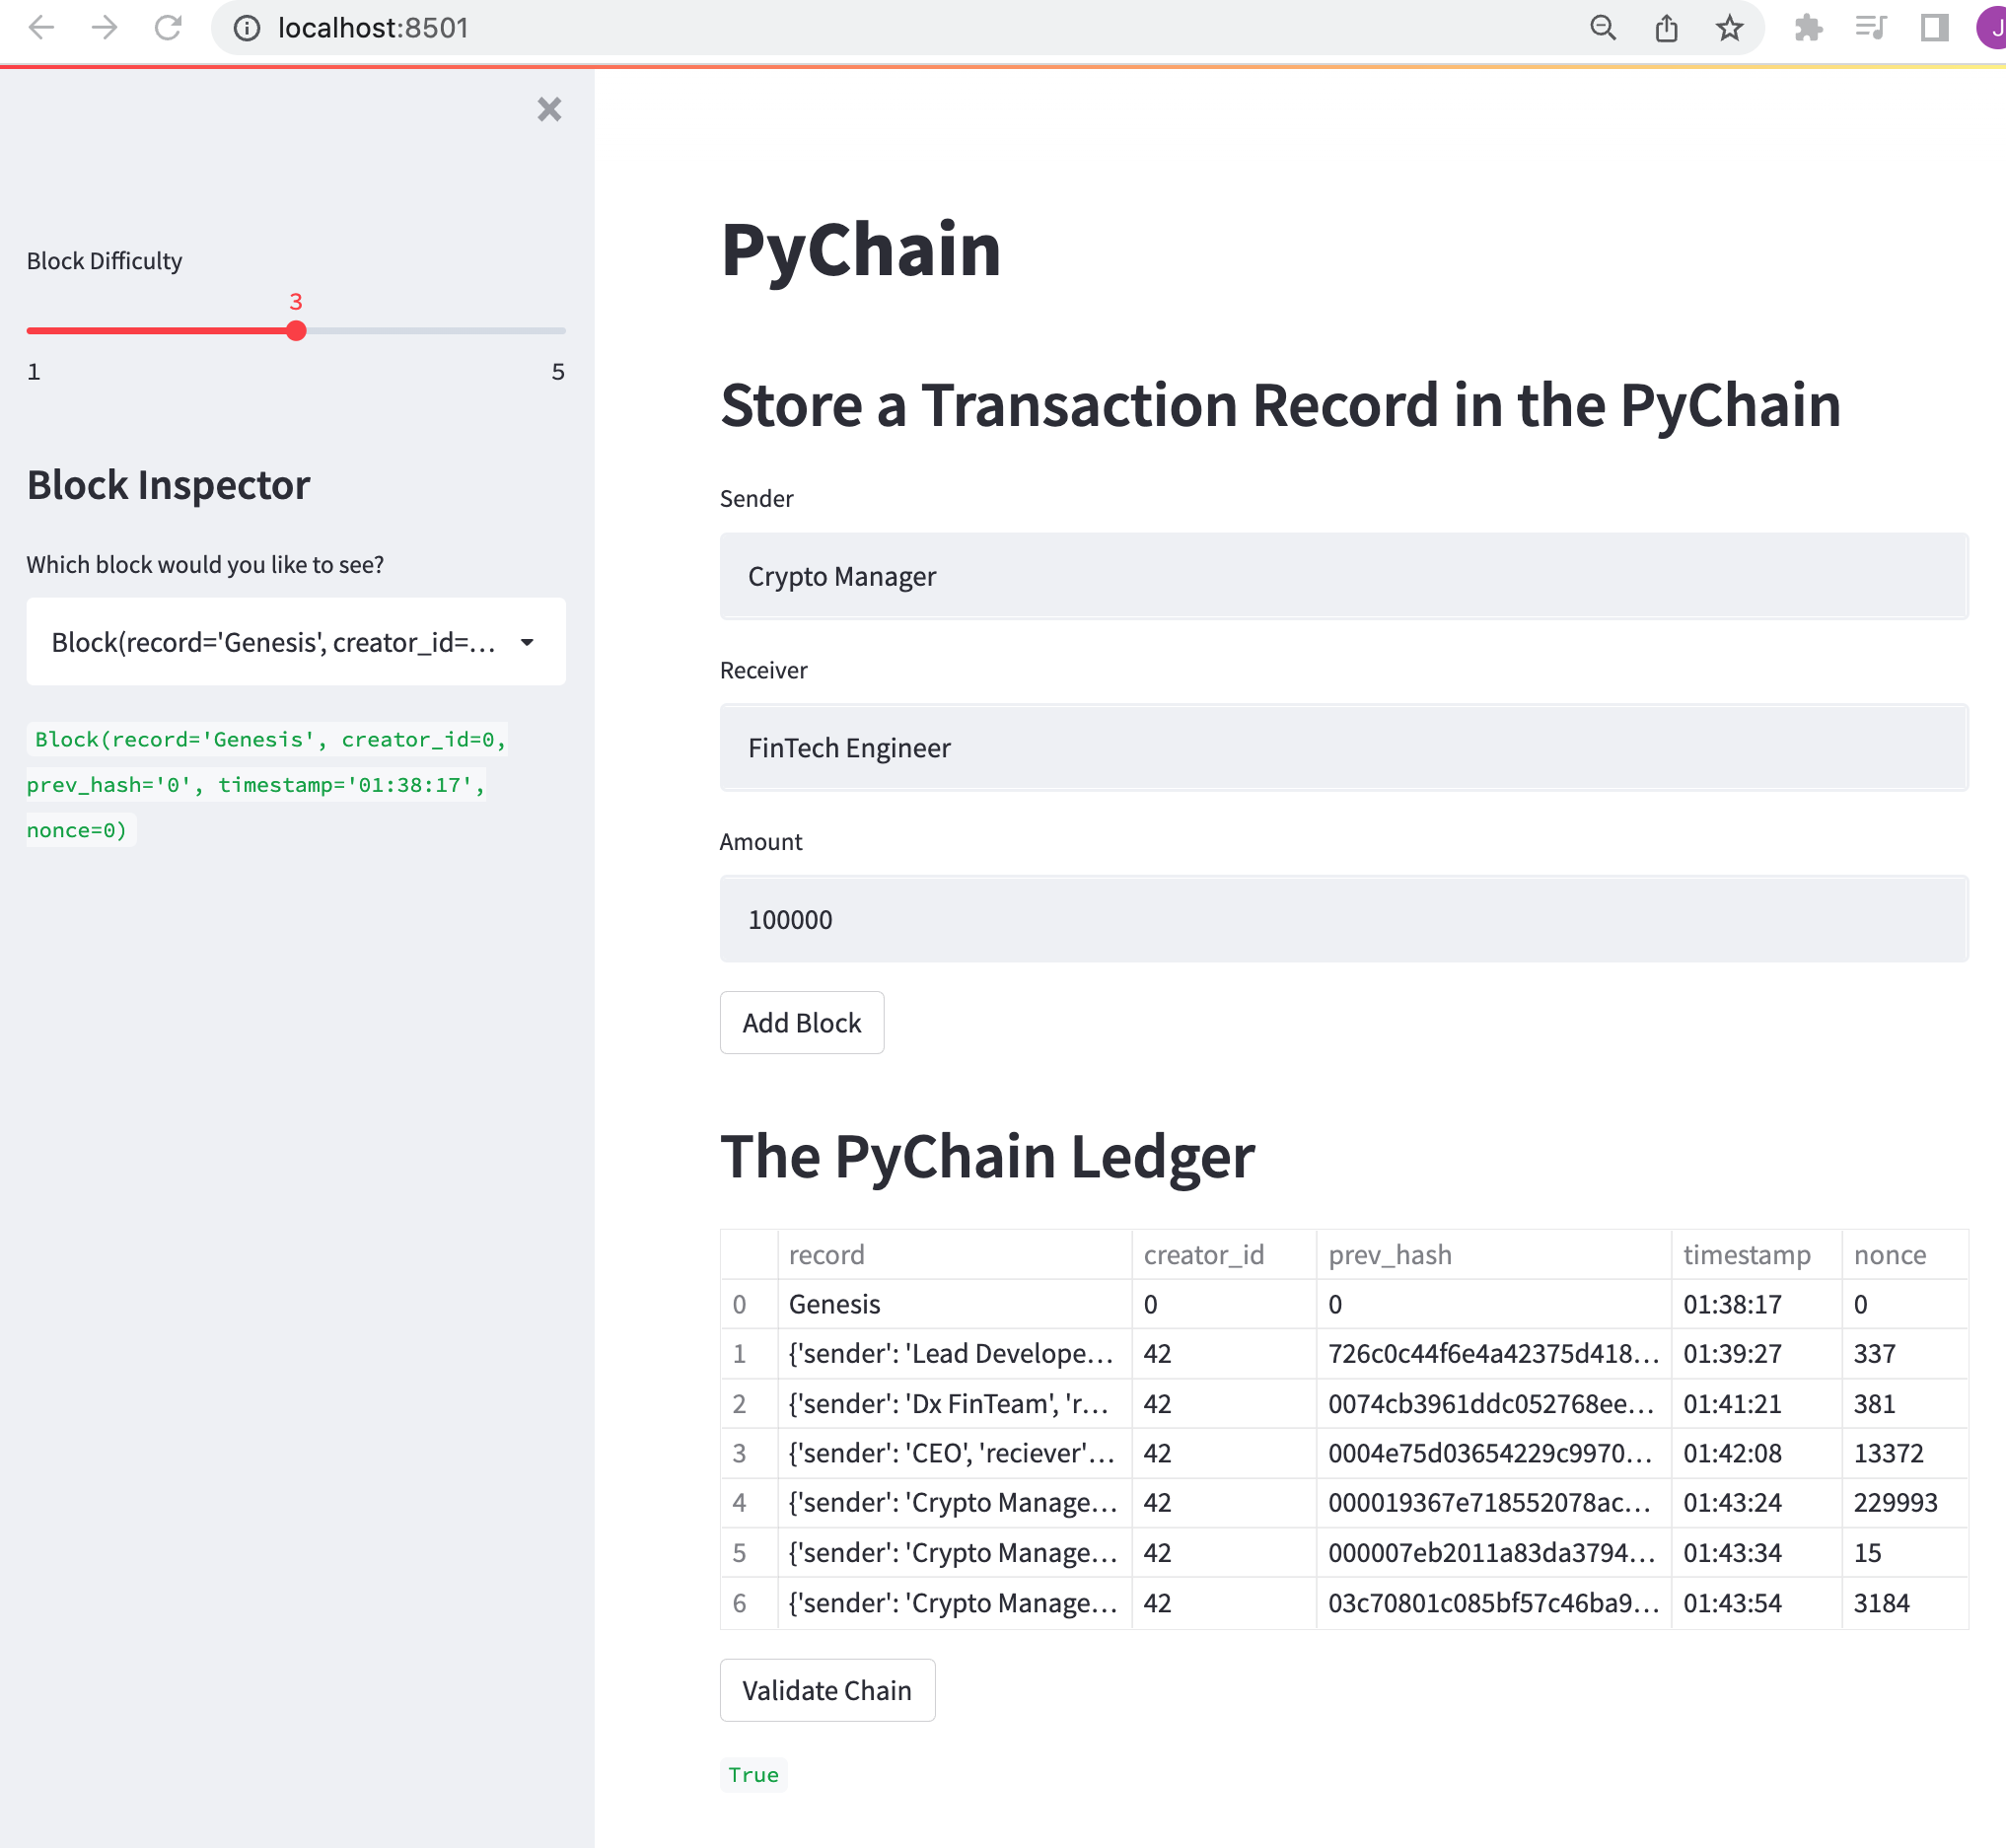 localhost:8501
J
Block Difficulty
3
1 5
Block Inspector
Which block would you like to see?
Block(record='Genesis', creator_id=...
Block(record='Genesis', creator_id=0,
prev_hash='0', timestamp='01:38:17',
nonce=0)
PyChain
Store a Transaction Record in the PyChain
Sender
Crypto Manager
Receiver
FinTech Engineer
Amount
100000
Add Block
The PyChain Ledger
record creator_id prev_hash timestamp nonce
0 Genesis 0 0 01:38:17 0
1 {'sender': 'Lead Develope... 42 726c0c44f6e4a42375d418... 01:39:27 337
2 {'sender': 'Dx FinTeam', 'r... 42 0074cb3961ddc052768ee... 01:41:21 381
3 {'sender': 'CEO', 'reciever'... 42 0004e75d03654229c9970... 01:42:08 13372
4 {'sender': 'Crypto Manage... 42 000019367e718552078ac... 01:43:24 229993
5 {'sender': 'Crypto Manage... 42 000007eb2011a83da3794... 01:43:34 15
6 {'sender': 'Crypto Manage... 42 03c70801c085bf57c46ba9... 01:43:54 3184
Validate Chain
True